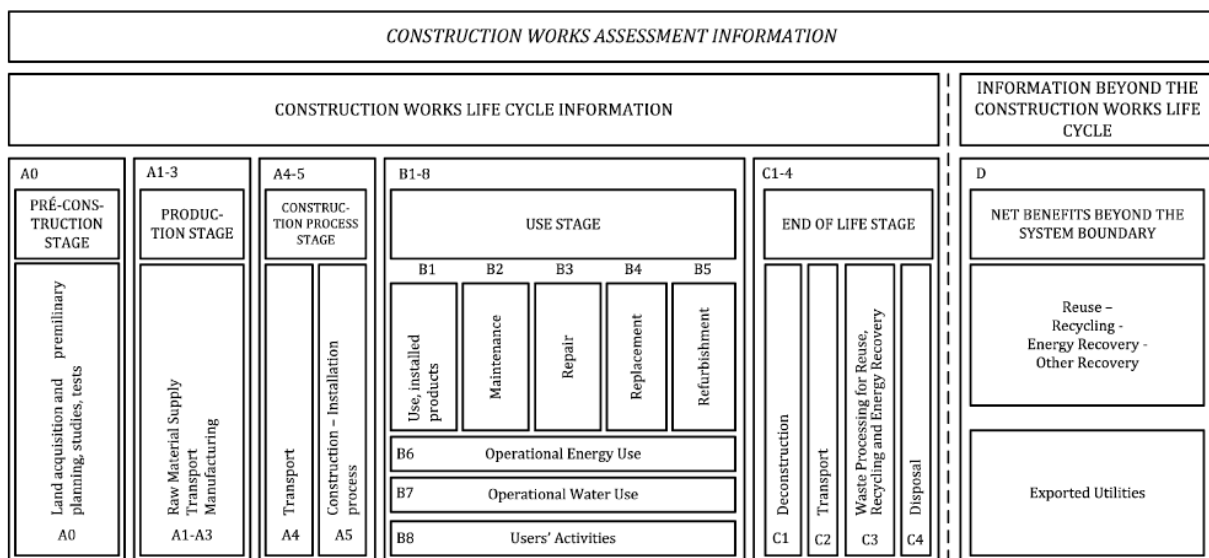 CONSTRUCTION WORKS ASSESSMENT INFORMATION
CONSTRUCTION WORKS LIFE CYCLE INFORMATION
INFORMATION BEYOND THE
CONSTRUCTION WORKS LIFE
CYCLE
A0
PRÉ-CONS-
TRUCTION
STAGE
Land acquisition and premilinary
planning, studies, tests
A0
A1-3
PRODUC-
TION STAGE
Raw Material Supply
Transport
Manufacturing
A1-A3
A4-5
CONSTRUC-
TION PROCESS
STAGE
Transport
A4
Construction – Installation
process
A5
B1-8
USE STAGE
B1
Use, installed
products
B2
Maintenance
B3
Repair
B4
Replacement
B5
Refurbishment
B6 Operational Energy Use
B7 Operational Water Use
B8 Users' Activities
C1-4
END OF LIFE STAGE
Deconstruction
C1
Transport
C2
Waste Processing for Reuse,
Recycling and Energy Recovery
C3
Disposal
C4
D
NET BENEFITS BEYOND THE
SYSTEM BOUNDARY
Reuse –
Recycling -
Energy Recovery -
Other Recovery
Exported Utilities